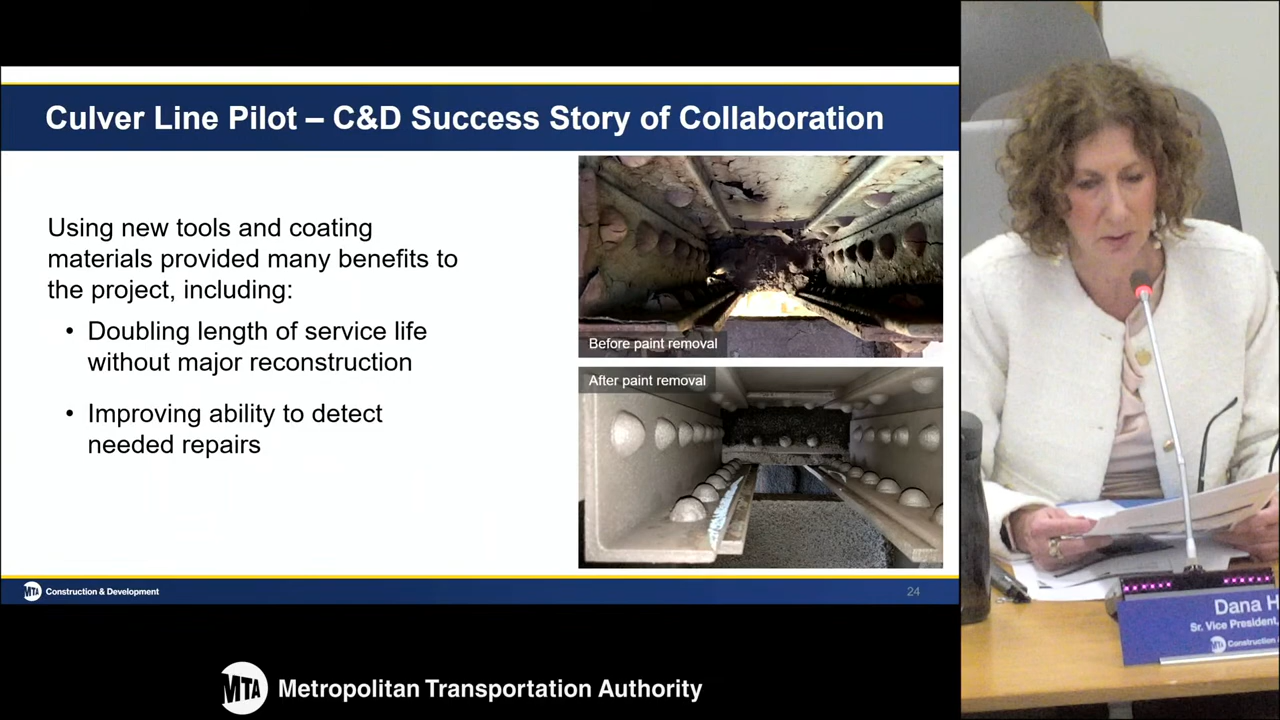 Culver Line Pilot – C&D Success Story of Collaboration
Using new tools and coating
materials provided many benefits to
the project, including:
• Doubling length of service life
without major reconstruction
• Improving ability to detect
needed repairs
Before paint removal
After paint removal
MTA Construction & Development
24
Dana H
Sr. Vice President,
Construction &
MTA Metropolitan Transportation Authority